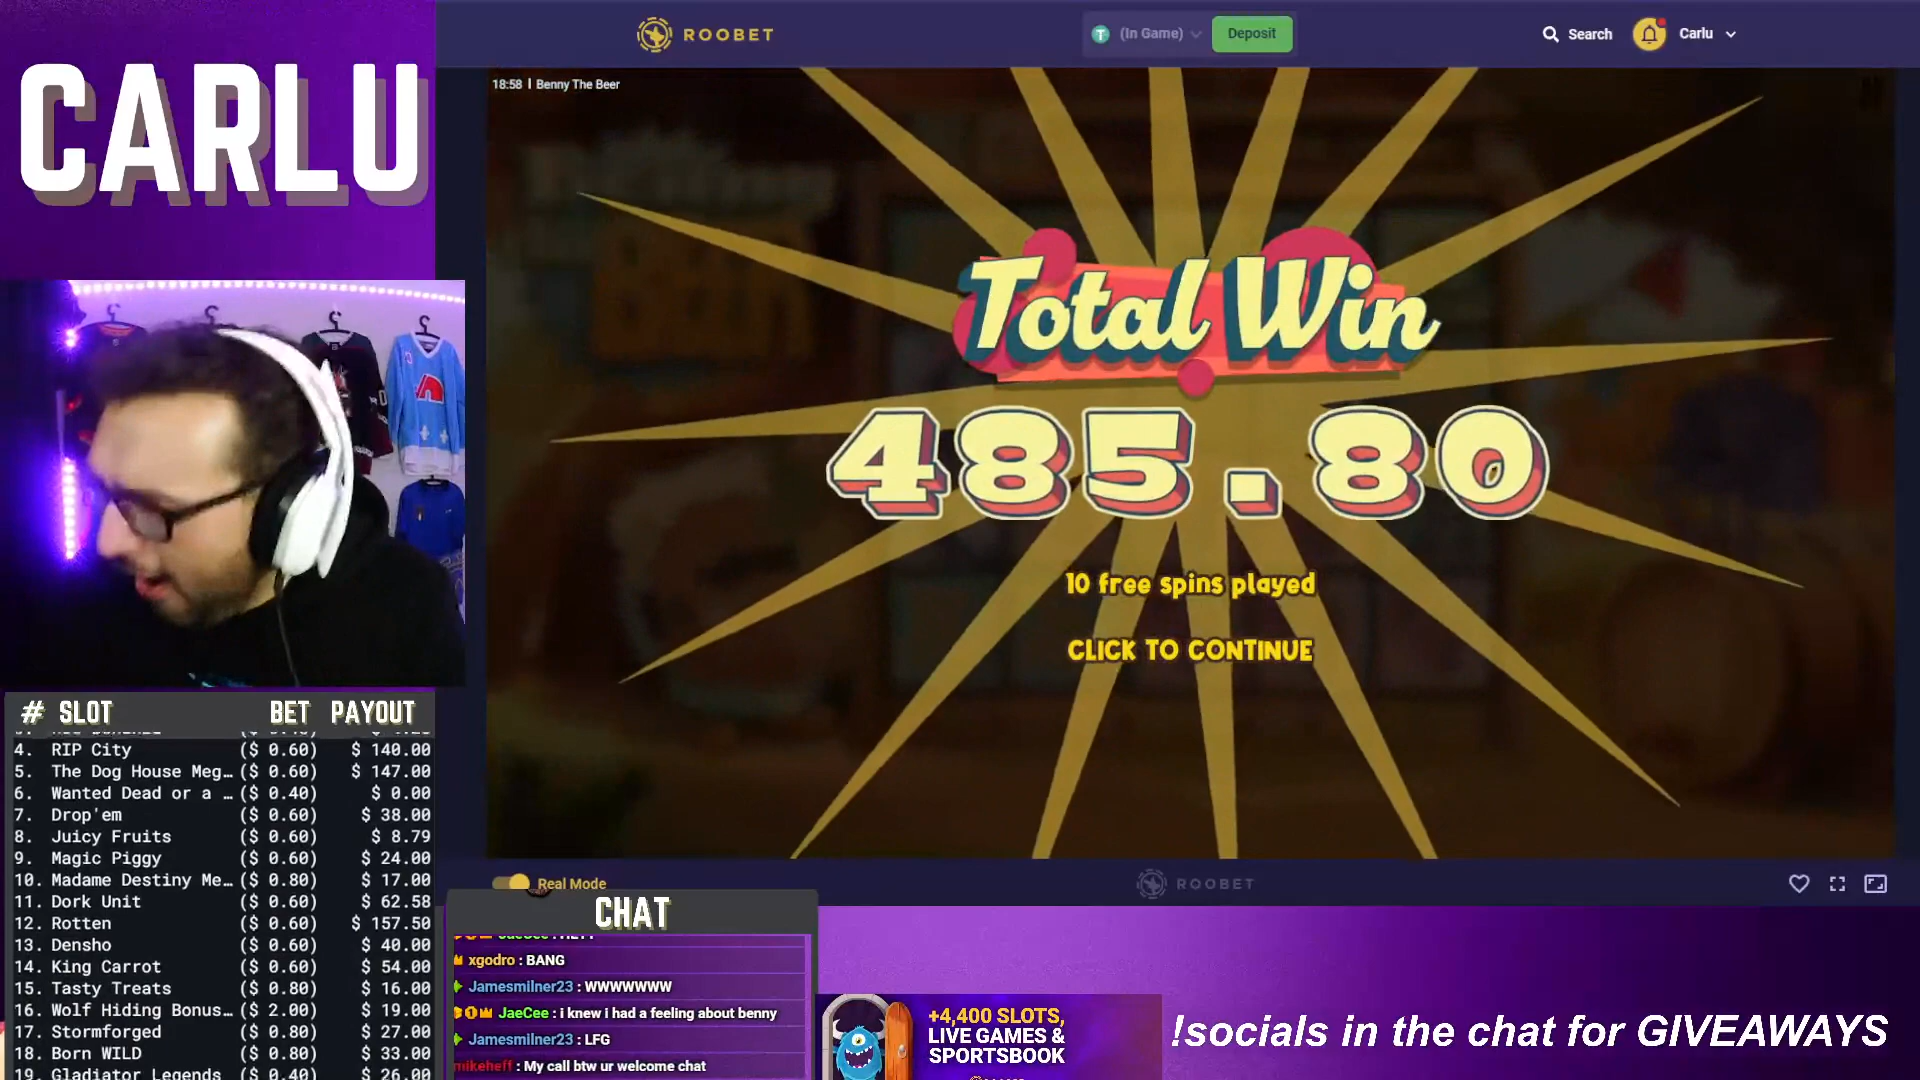 CARLU
ROOBET
(In Game)
Deposit
Search
Carlu
18:58 | Benny The Beer
Total Win
485.80
10 free spins played
CLICK TO CONTINUE
# SLOT BET PAYOUT
4. RIP City ($ 0.60) $ 140.00
5. The Dog House Meg… ($ 0.60) $ 147.00
6. Wanted Dead or a … ($ 0.40) $ 0.00
7. Drop'em ($ 0.60) $ 38.00
8. Juicy Fruits ($ 0.60) $ 8.79
9. Magic Piggy ($ 0.60) $ 24.00
10. Madame Destiny Me… ($ 0.80) $ 17.00
11. Dork Unit ($ 0.60) $ 62.58
12. Rotten ($ 0.60) $ 157.50
13. Densho ($ 0.60) $ 40.00
14. King Carrot ($ 0.60) $ 54.00
15. Tasty Treats ($ 0.80) $ 16.00
16. Wolf Hiding Bonus… ($ 2.00) $ 19.00
17. Stormforged ($ 0.80) $ 27.00
18. Born WILD ($ 0.80) $ 33.00
19. Gladiator Legends ($ 0.40) $ 26.00
Real Mode
ROOBET
CHAT
xgodro : BANG
Jamesmilner23 : WWWWWWW
JaeCee : i knew i had a feeling about benny
Jamesmilner23 : LFG
mikeheff : My call btw ur welcome chat
+4,400 SLOTS,
LIVE GAMES &
SPORTSBOOK
!socials in the chat for GIVEAWAYS